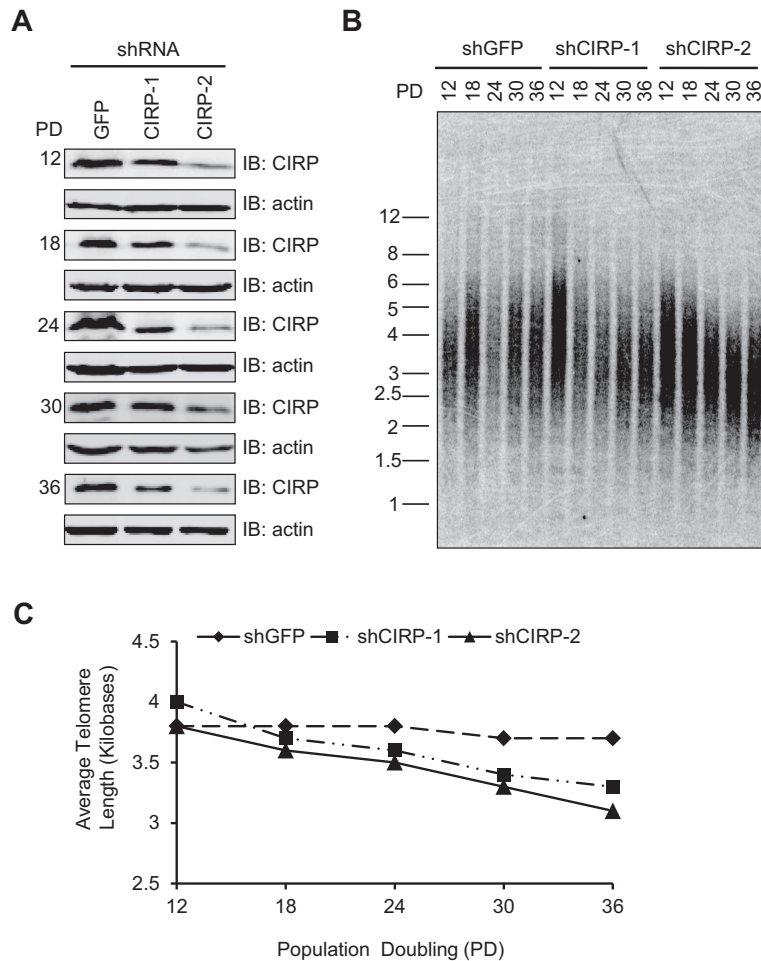 A
shRNA
PD
GFP
CIRP-1
CIRP-2
12
IB: CIRP
IB: actin
18
IB: CIRP
IB: actin
24
IB: CIRP
IB: actin
30
IB: CIRP
IB: actin
36
IB: CIRP
IB: actin
B
shGFP shCIRP-1 shCIRP-2
PD 12 18 24 30 36 12 18 24 30 36 12 18 24 30 36
12
8
6
5
4
3
2.5
2
1.5
1
C
shGFP shCIRP-1 shCIRP-2
4.5
4
3.5
3
2.5
Average Telomere
Length (Kilobases)
12 18 24 30 36
Population Doubling (PD)